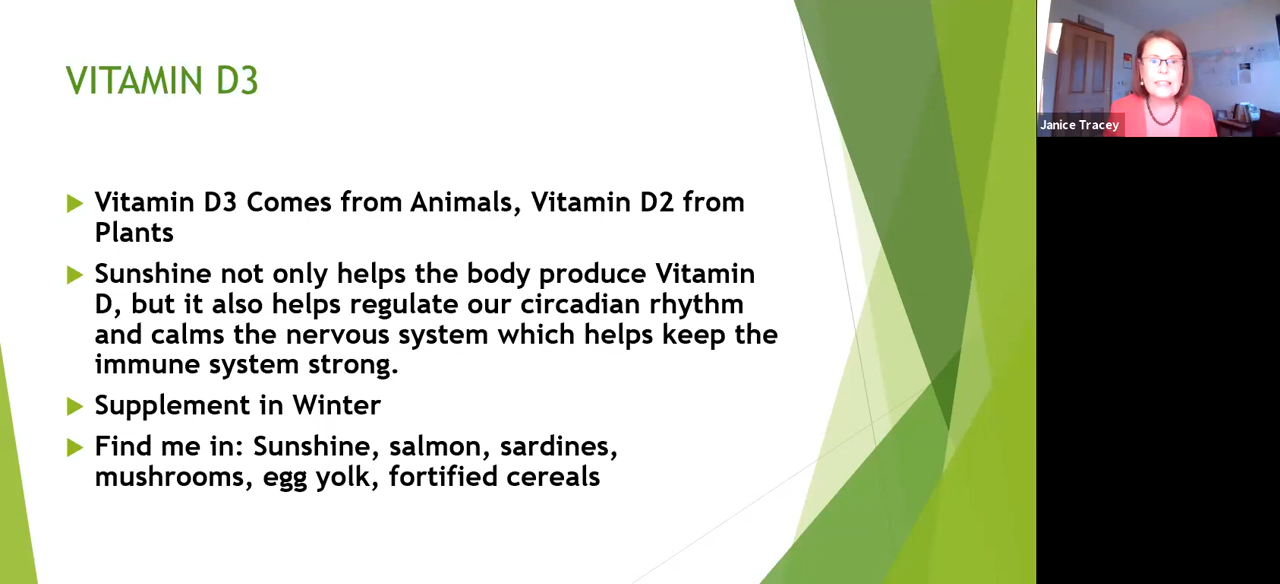 VITAMIN D3
Vitamin D3 Comes from Animals, Vitamin D2 from
Plants
Sunshine not only helps the body produce Vitamin
D, but it also helps regulate our circadian rhythm
and calms the nervous system which helps keep the
immune system strong.
Supplement in Winter
Find me in: Sunshine, salmon, sardines,
mushrooms, egg yolk, fortified cereals
Janice Tracey